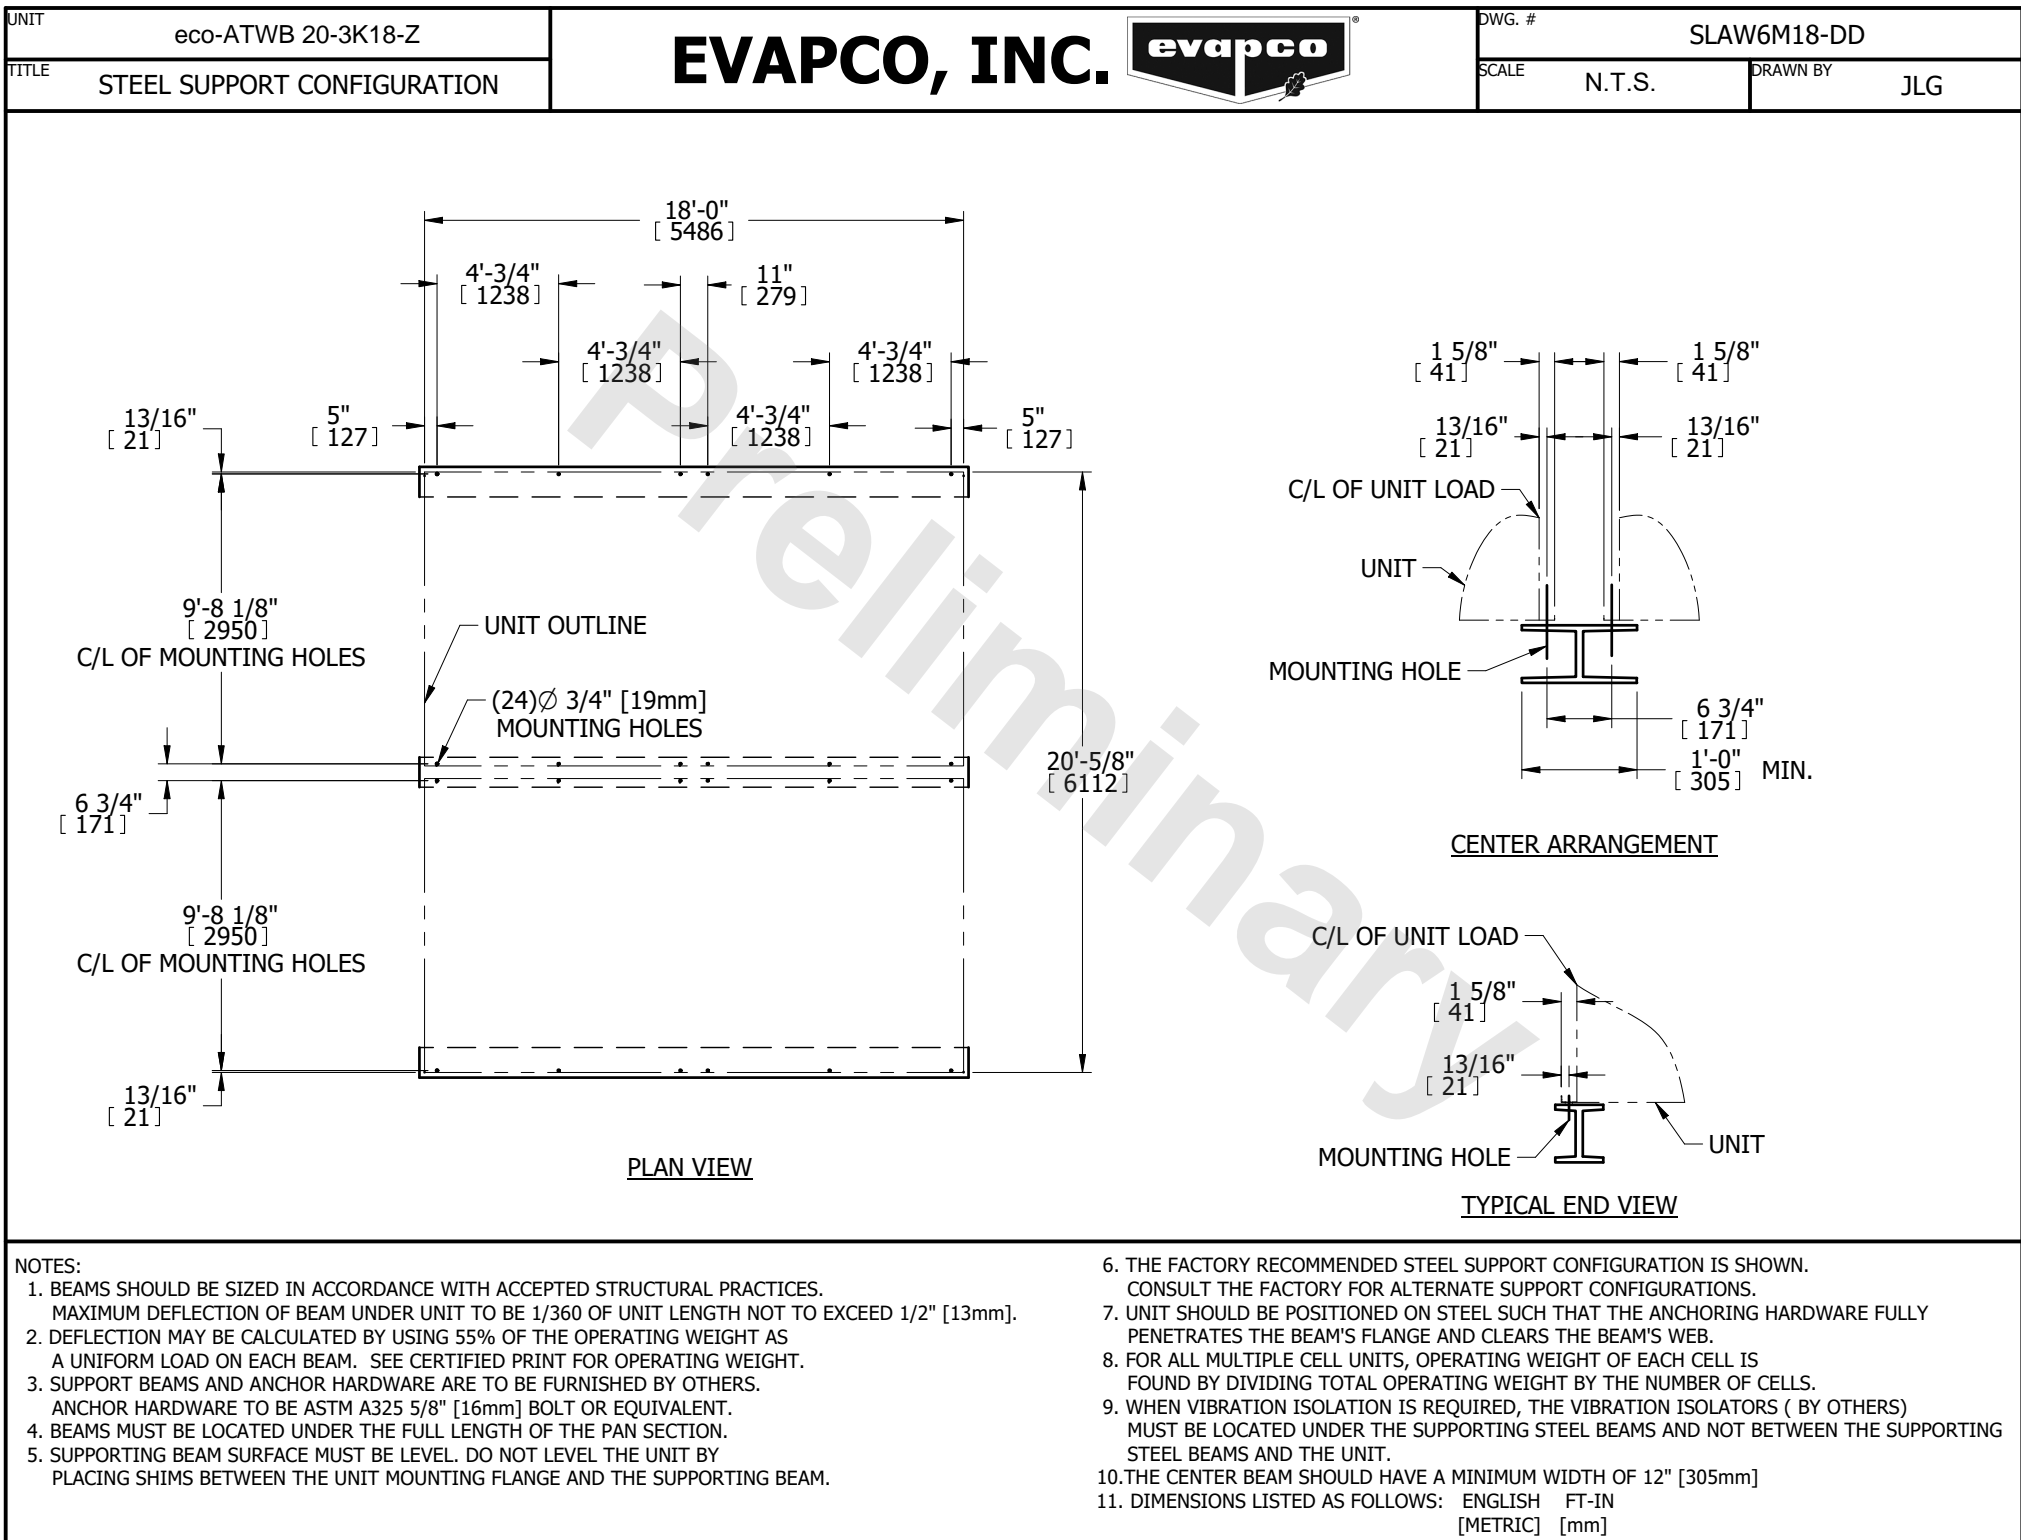 UNIT
eco-ATWB 20-3K18-Z
TITLE
STEEL SUPPORT CONFIGURATION
EVAPCO, INC.
evapco
®
DWG. #
SLAW6M18-DD
SCALE
N.T.S.
DRAWN BY
JLG
18'-0"
[ 5486 ]
4'-3/4"
[ 1238 ]
11"
[ 279 ]
4'-3/4"
[ 1238 ]
4'-3/4"
[ 1238 ]
13/16"
[ 21 ]
5"
[ 127 ]
4'-3/4"
[ 1238 ]
5"
[ 127 ]
9'-8 1/8"
[ 2950 ]
C/L OF MOUNTING HOLES
UNIT OUTLINE
(24)∅ 3/4" [19mm]
MOUNTING HOLES
6 3/4"
[ 171 ]
20'-5/8"
[ 6112 ]
9'-8 1/8"
[ 2950 ]
C/L OF MOUNTING HOLES
13/16"
[ 21 ]
PLAN VIEW
Preliminary
1 5/8"
[ 41 ]
1 5/8"
[ 41 ]
13/16"
[ 21 ]
13/16"
[ 21 ]
C/L OF UNIT LOAD
UNIT
MOUNTING HOLE
6 3/4"
[ 171 ]
1'-0"
[ 305 ] MIN.
CENTER ARRANGEMENT
C/L OF UNIT LOAD
1 5/8"
[ 41 ]
13/16"
[ 21 ]
MOUNTING HOLE
UNIT
TYPICAL END VIEW
NOTES:
1. BEAMS SHOULD BE SIZED IN ACCORDANCE WITH ACCEPTED STRUCTURAL PRACTICES.
MAXIMUM DEFLECTION OF BEAM UNDER UNIT TO BE 1/360 OF UNIT LENGTH NOT TO EXCEED 1/2" [13mm].
2. DEFLECTION MAY BE CALCULATED BY USING 55% OF THE OPERATING WEIGHT AS
A UNIFORM LOAD ON EACH BEAM. SEE CERTIFIED PRINT FOR OPERATING WEIGHT.
3. SUPPORT BEAMS AND ANCHOR HARDWARE ARE TO BE FURNISHED BY OTHERS.
ANCHOR HARDWARE TO BE ASTM A325 5/8" [16mm] BOLT OR EQUIVALENT.
4. BEAMS MUST BE LOCATED UNDER THE FULL LENGTH OF THE PAN SECTION.
5. SUPPORTING BEAM SURFACE MUST BE LEVEL. DO NOT LEVEL THE UNIT BY
PLACING SHIMS BETWEEN THE UNIT MOUNTING FLANGE AND THE SUPPORTING BEAM.
6. THE FACTORY RECOMMENDED STEEL SUPPORT CONFIGURATION IS SHOWN.
CONSULT THE FACTORY FOR ALTERNATE SUPPORT CONFIGURATIONS.
7. UNIT SHOULD BE POSITIONED ON STEEL SUCH THAT THE ANCHORING HARDWARE FULLY
PENETRATES THE BEAM'S FLANGE AND CLEARS THE BEAM'S WEB.
8. FOR ALL MULTIPLE CELL UNITS, OPERATING WEIGHT OF EACH CELL IS
FOUND BY DIVIDING TOTAL OPERATING WEIGHT BY THE NUMBER OF CELLS.
9. WHEN VIBRATION ISOLATION IS REQUIRED, THE VIBRATION ISOLATORS ( BY OTHERS)
MUST BE LOCATED UNDER THE SUPPORTING STEEL BEAMS AND NOT BETWEEN THE SUPPORTING
STEEL BEAMS AND THE UNIT.
10.THE CENTER BEAM SHOULD HAVE A MINIMUM WIDTH OF 12" [305mm]
11. DIMENSIONS LISTED AS FOLLOWS: ENGLISH FT-IN
[METRIC] [mm]